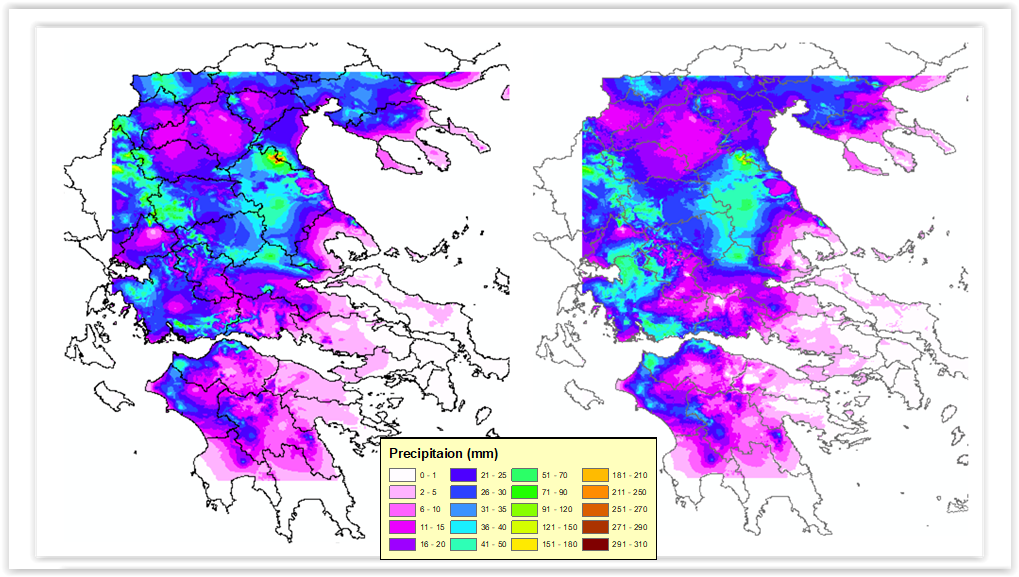 Precipitaion (mm)
0 - 1 21 - 25 51 - 70 181 - 210
2 - 5 26 - 30 71 - 90 211 - 250
6 - 10 31 - 35 91 - 120 251 - 270
11 - 15 36 - 40 121 - 150 271 - 290
16 - 20 41 - 50 151 - 180 291 - 310